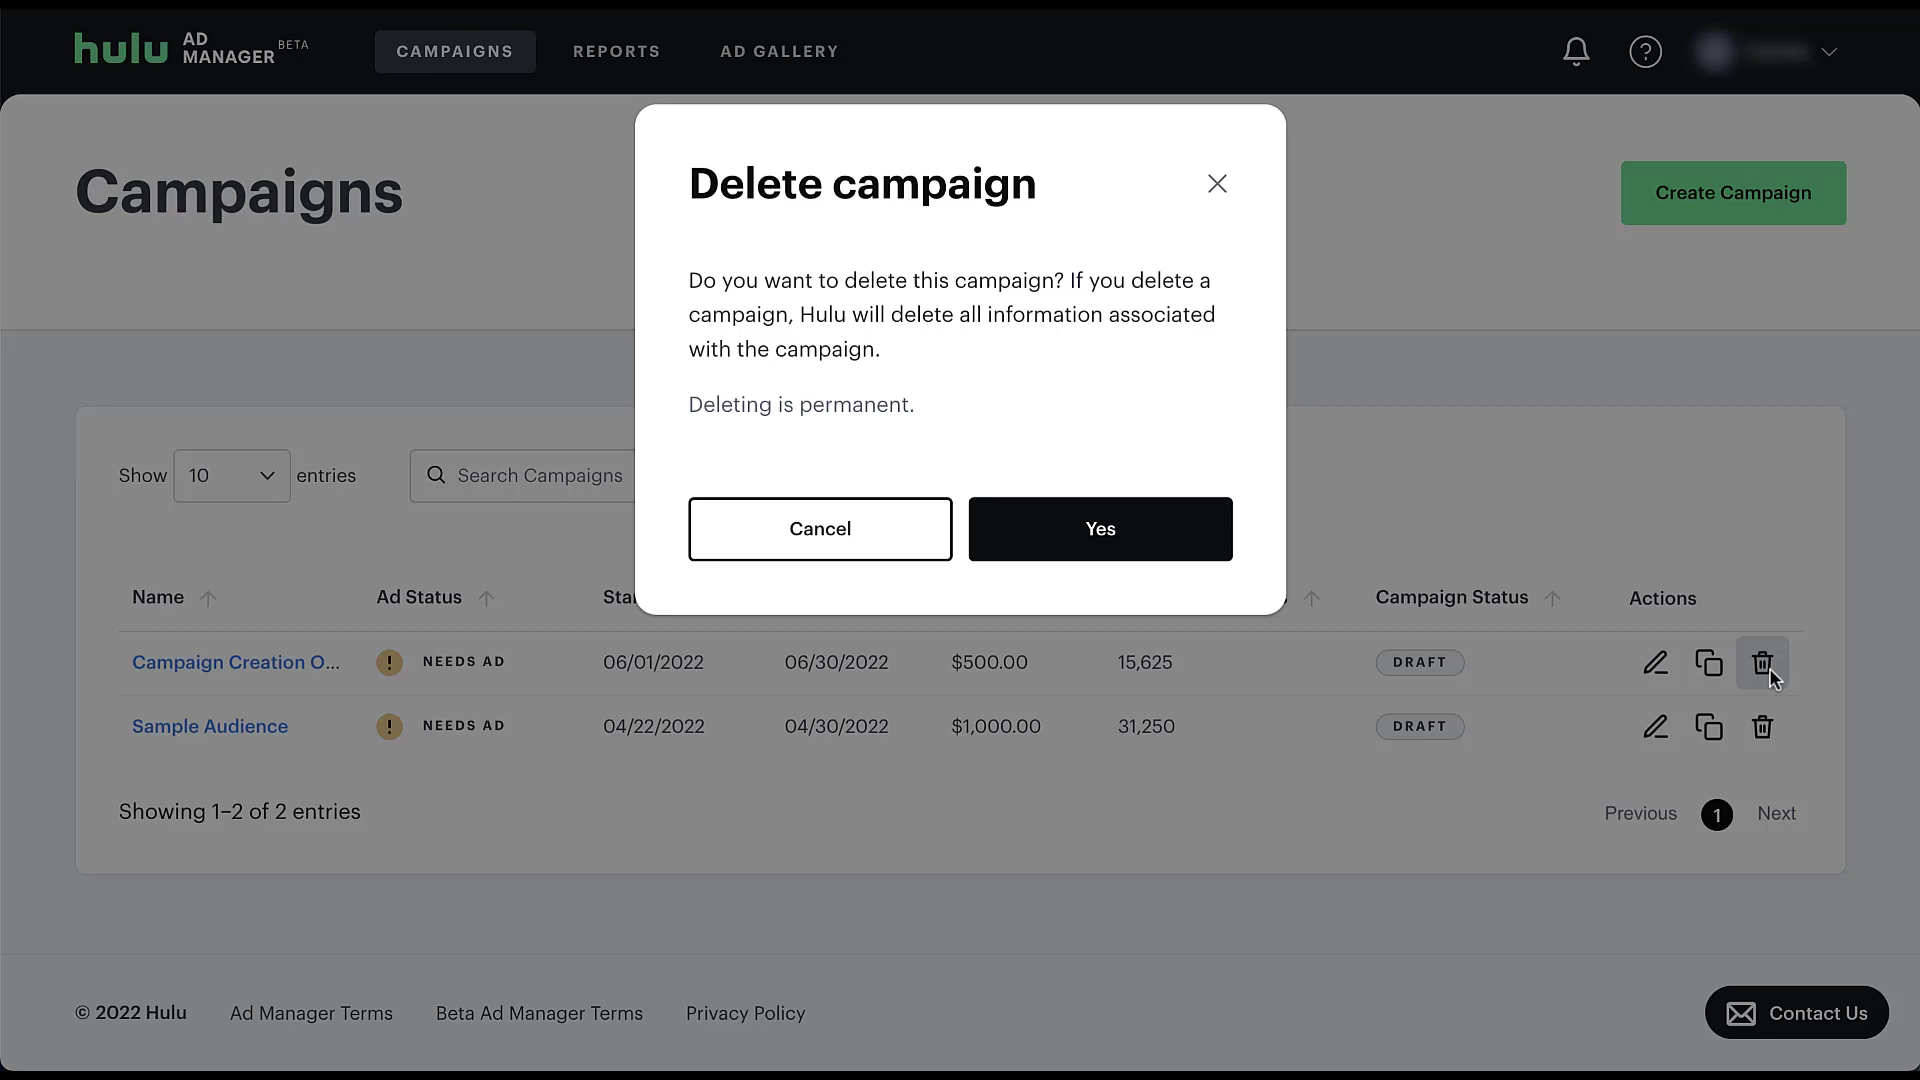 hulu AD MANAGER BETA
CAMPAIGNS
REPORTS
AD GALLERY
?
Campaigns
Create Campaign
Delete campaign
Do you want to delete this campaign? If you delete a
campaign, Hulu will delete all information associated
with the campaign.
Deleting is permanent.
Cancel
Yes
Show 10 entries
Search Campaigns
Name Ad Status Campaign Status Actions
Campaign Creation O... ! NEEDS AD 06/01/2022 06/30/2022 $500.00 15,625 DRAFT
Sample Audience ! NEEDS AD 04/22/2022 04/30/2022 $1,000.00 31,250 DRAFT
Showing 1–2 of 2 entries
Previous 1 Next
© 2022 Hulu Ad Manager Terms Beta Ad Manager Terms Privacy Policy
Contact Us